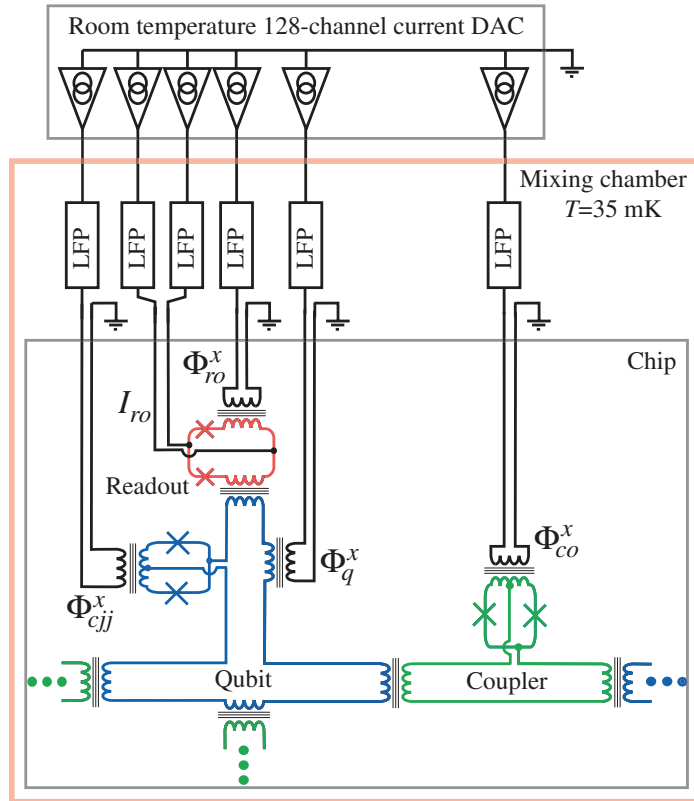 Room temperature 128-channel current DAC
Mixing chamber
T=35 mK
LFP
LFP
LFP
LFP
LFP
LFP
Chip
Φ^x_ro
I_ro
Readout
Φ^x_cjj
Φ^x_q
Φ^x_co
Qubit
Coupler